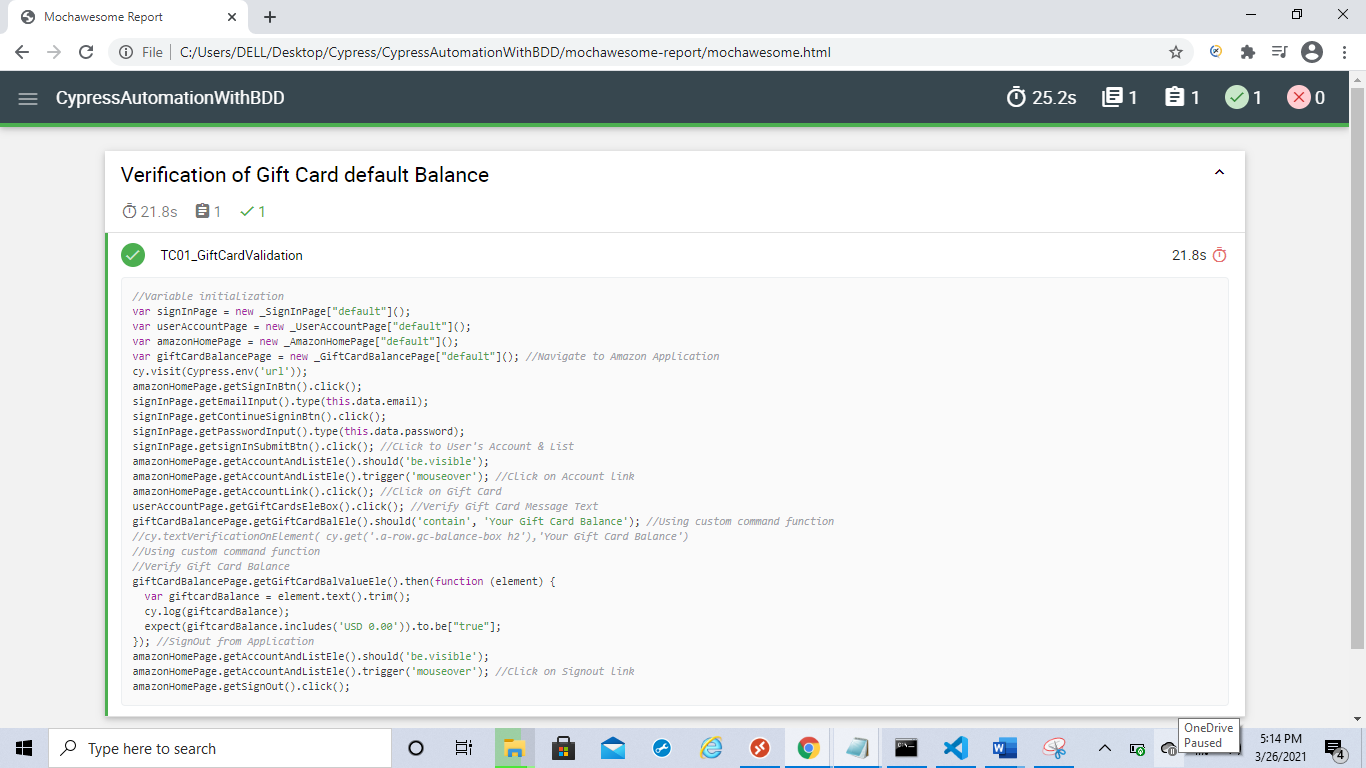 Mochawesome Report
File
C:/Users/DELL/Desktop/Cypress/CypressAutomationWithBDD/mochawesome-report/mochawesome.html
CypressAutomationWithBDD
25.2s 1 1 1 0
Verification of Gift Card default Balance
21.8s 1 1
TC01_GiftCardValidation 21.8s
//Variable initialization
var signInPage = new _SignInPage["default"]();
var userAccountPage = new _UserAccountPage["default"]();
var amazonHomePage = new _AmazonHomePage["default"]();
var giftCardBalancePage = new _GiftCardBalancePage["default"](); //Navigate to Amazon Application
cy.visit(Cypress.env('url'));
amazonHomePage.getSignInBtn().click();
signInPage.getEmailInput().type(this.data.email);
signInPage.getContinueSigninBtn().click();
signInPage.getPasswordInput().type(this.data.password);
signInPage.getsignInSubmitBtn().click(); //CLick to User's Account & List
amazonHomePage.getAccountAndListEle().should('be.visible');
amazonHomePage.getAccountAndListEle().trigger('mouseover'); //Click on Account link
amazonHomePage.getAccountLink().click(); //Click on Gift Card
userAccountPage.getGiftCardsEleBox().click(); //Verify Gift Card Message Text
giftCardBalancePage.getGiftCardBalEle().should('contain', 'Your Gift Card Balance'); //Using custom command function
//cy.textVerificationOnElement( cy.get('.a-row.gc-balance-box h2'),'Your Gift Card Balance')
//Using custom command function
//Verify Gift Card Balance
giftCardBalancePage.getGiftCardBalValueEle().then(function (element) {
var giftcardBalance = element.text().trim();
cy.log(giftcardBalance);
expect(giftcardBalance.includes('USD 0.00')).to.be["true"];
}); //SignOut from Application
amazonHomePage.getAccountAndListEle().should('be.visible');
amazonHomePage.getAccountAndListEle().trigger('mouseover'); //Click on Signout link
amazonHomePage.getSignOut().click();
OneDrive
Paused
Type here to search
5:14 PM
3/26/2021
4